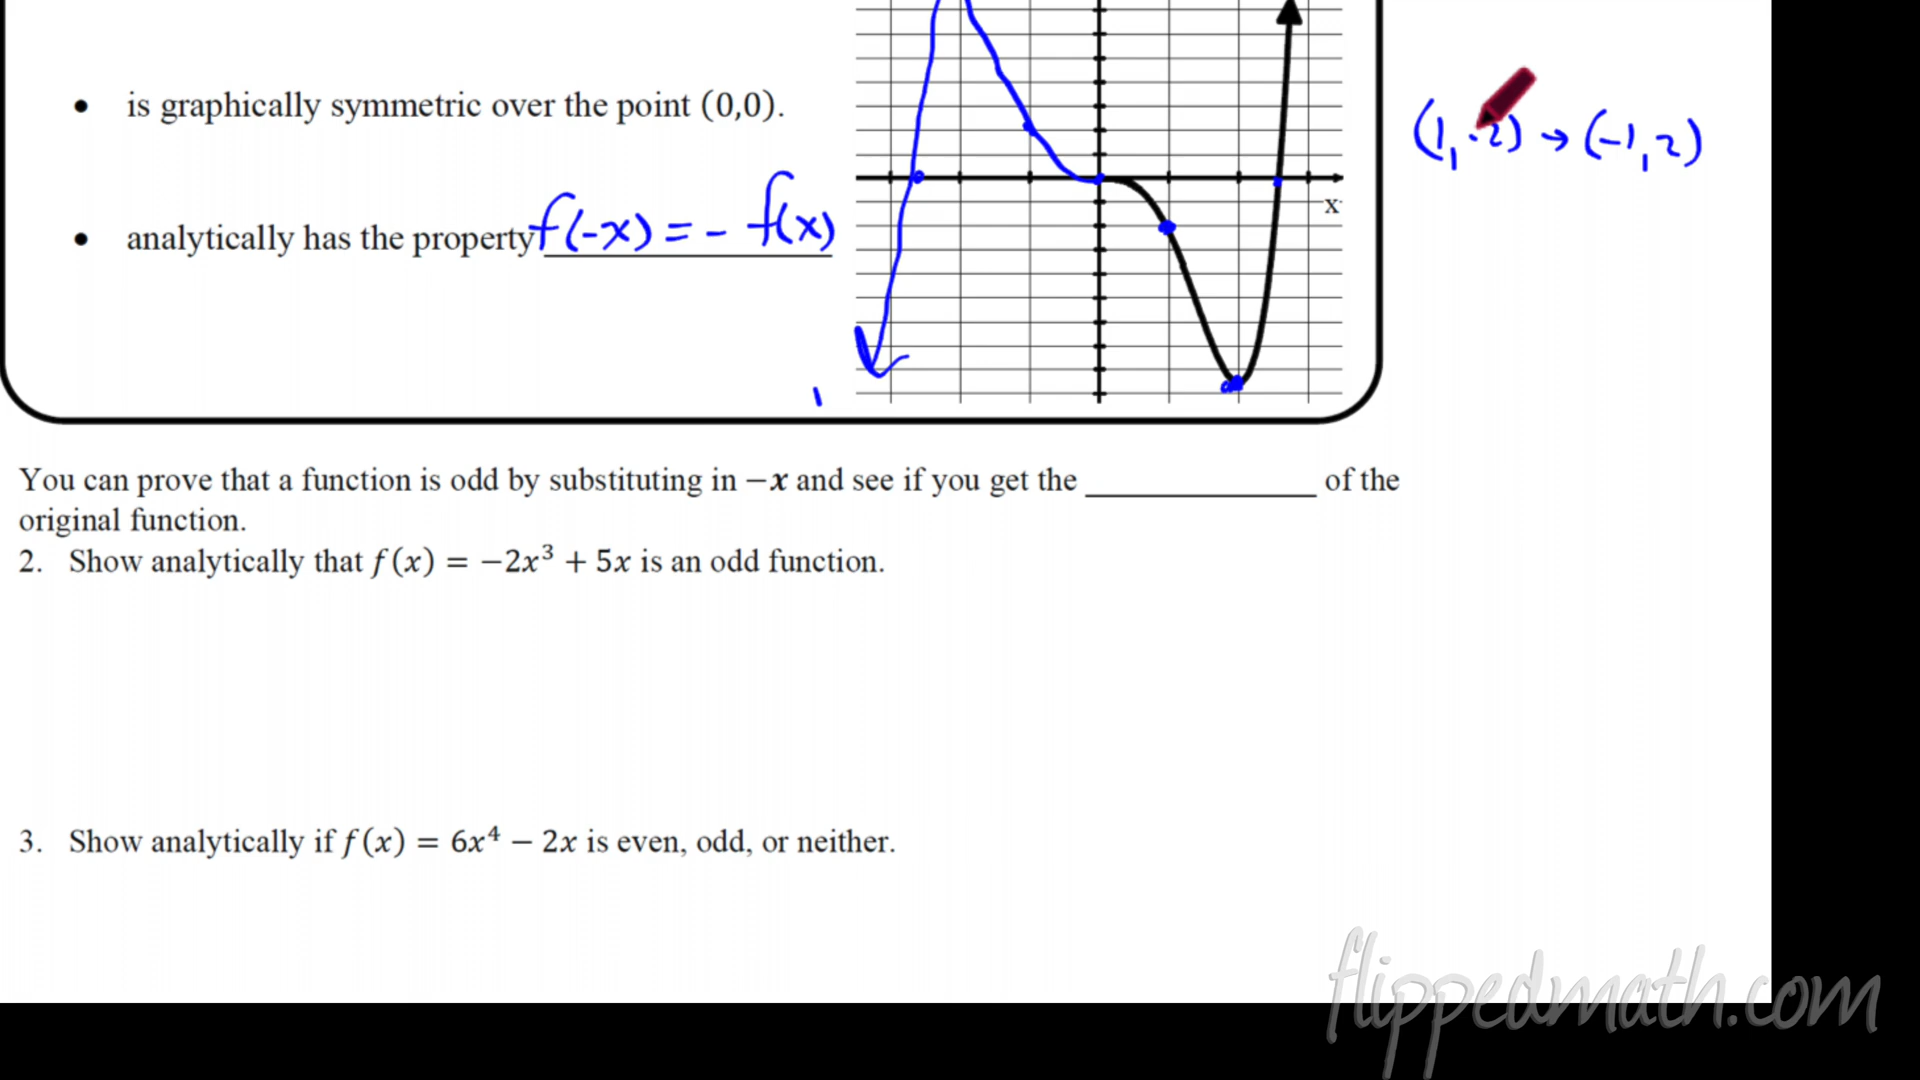 • is graphically symmetric over the point (0,0).
(1, -2) → (-1, 2)
x
• analytically has the property f(-x) = - f(x)
You can prove that a function is odd by substituting in −x and see if you get the ________________ of the
original function.
2. Show analytically that f(x) = −2x³ + 5x is an odd function.
3. Show analytically if f(x) = 6x⁴ − 2x is even, odd, or neither.
flippedmath.com